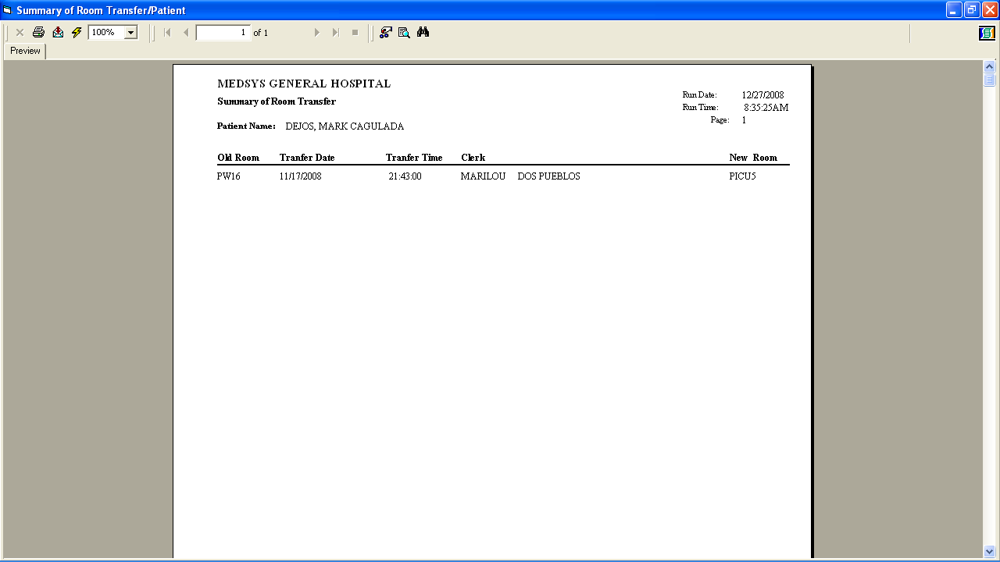 Summary of Room Transfer/Patient
100% 1 of 1
Preview
MEDSYS GENERAL HOSPITAL
Summary of Room Transfer
Run Date: 12/27/2008
Run Time: 8:35:25AM
Patient Name: DEJOS, MARK CAGULADA
Page: 1
Old Room Tranfer Date Tranfer Time Clerk New Room
PW16 11/17/2008 21:43:00 MARILOU DOS PUEBLOS PICU5